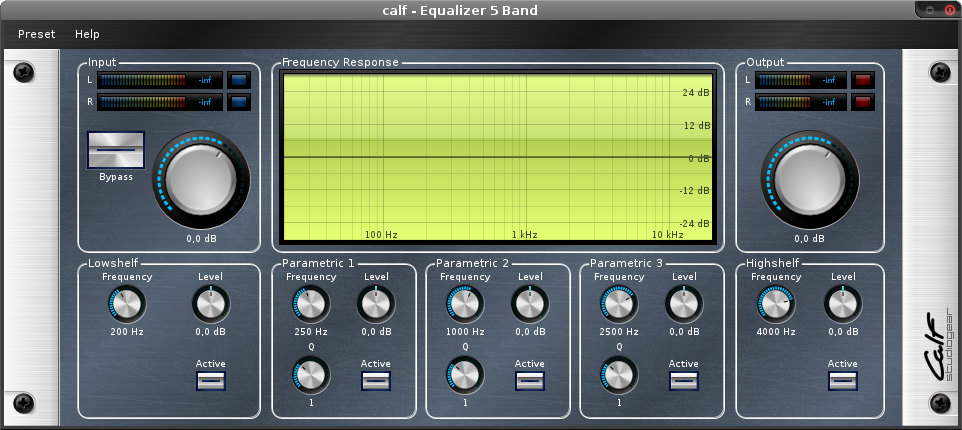 calf - Equalizer 5 Band
Preset Help
Input
L -inf
R -inf
Bypass
0,0 dB
Frequency Response
24 dB
12 dB
0 dB
-12 dB
-24 dB
100 Hz 1 kHz 10 kHz
Output
L -inf
R -inf
0,0 dB
Lowshelf
Frequency Level
200 Hz 0,0 dB
Active
Parametric 1
Frequency Level
250 Hz 0,0 dB
Q Active
1
Parametric 2
Frequency Level
1000 Hz 0,0 dB
Q Active
1
Parametric 3
Frequency Level
2500 Hz 0,0 dB
Q Active
1
Highshelf
Frequency Level
4000 Hz 0,0 dB
Active
Calf
studiogear